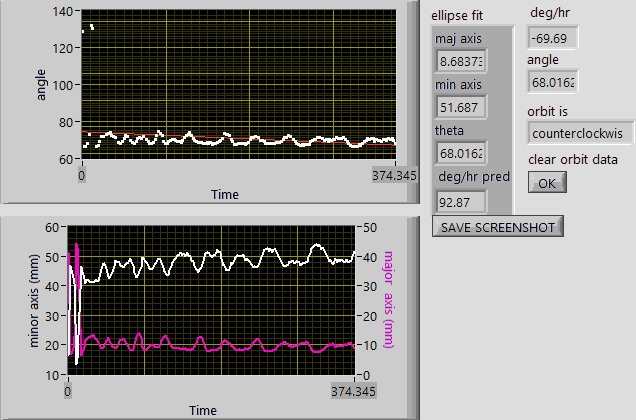 140
120
100
80
60
angle
0
374.345
Time
ellipse fit
maj axis
8.68373
min axis
51.687
theta
68.0162
deg/hr pred
92.87
deg/hr
-69.69
angle
68.0162
orbit is
counterclockwis
clear orbit data
OK
SAVE SCREENSHOT
60
50
40
30
20
10
minor axis (mm)
50
40
30
20
10
0
major axis (mm)
0
374.345
Time